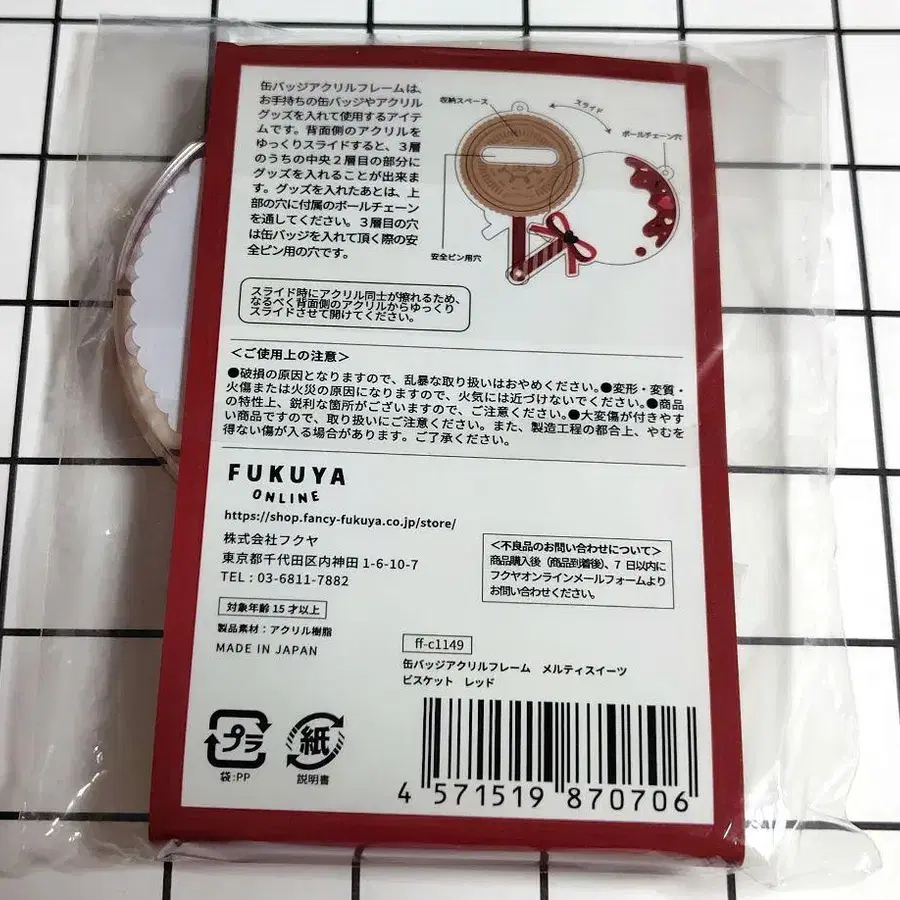 缶バッジアクリルフレームは、
お手持ちの缶バッジやアクリル
グッズを入れて使用するアイテ
ムです。背面側のアクリルを
ゆっくりスライドすると、3層
のうちの中央2層目の部分に
グッズを入れることが出来ま
す。グッズを入れたあとは、上
部の穴に付属のボールチェーン
を通してください。3層目の穴
は缶バッジを入れて頂く際の安
全ピン用の穴です。
収納スペース
スライド
ボールチェーン穴
安全ピン用穴
スライド時にアクリル同士が擦れるため、
なるべく背面側のアクリルからゆっくり
スライドさせて開けてください。
＜ご使用上の注意＞
●破損の原因となりますので、乱暴な取り扱いはおやめください。●変形・変質・
火傷または火災の原因になりますので、火気には近づけないでください。●商品
の特性上、鋭利な箇所がございますので、ご注意ください。●大変傷が付きやす
い商品ですので、取り扱いにご注意ください。また、製造工程の都合上、やむを
得ない傷が入る場合があります。ご了承ください。
FUKUYA
ONLINE
https://shop.fancy-fukuya.co.jp/store/
株式会社フクヤ
東京都千代田区内神田 1-6-10-7
TEL : 03-6811-7882
＜不良品のお問い合わせについて＞
商品購入後（商品到着後）、7 日以内に
フクヤオンラインメールフォームより
お問い合わせください。
対象年齢 15 才以上
製品素材：アクリル樹脂
MADE IN JAPAN
ff-c1149
缶バッジアクリルフレーム　メルティスイーツ
ビスケット　レッド
プラ
袋:PP
紙
説明書
4 571519 870706